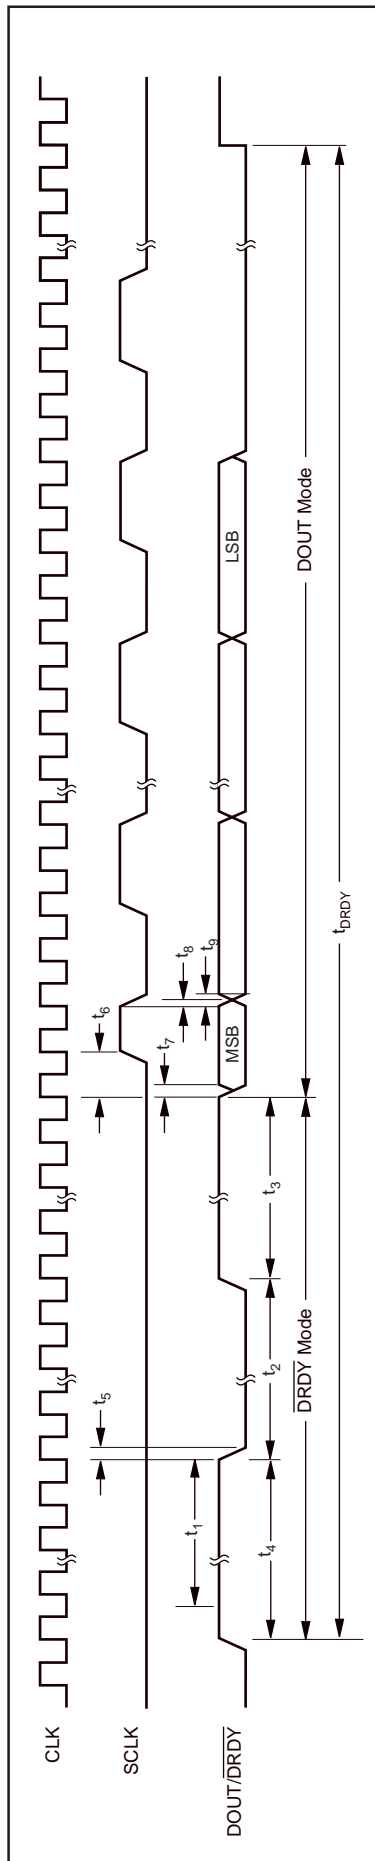 CLK
SCLK
DOUT/DRDY
t5
t6
t7
t8
t9
t1
MSB
LSB
t4
t2
t3
DRDY Mode
DOUT Mode
tDRDY